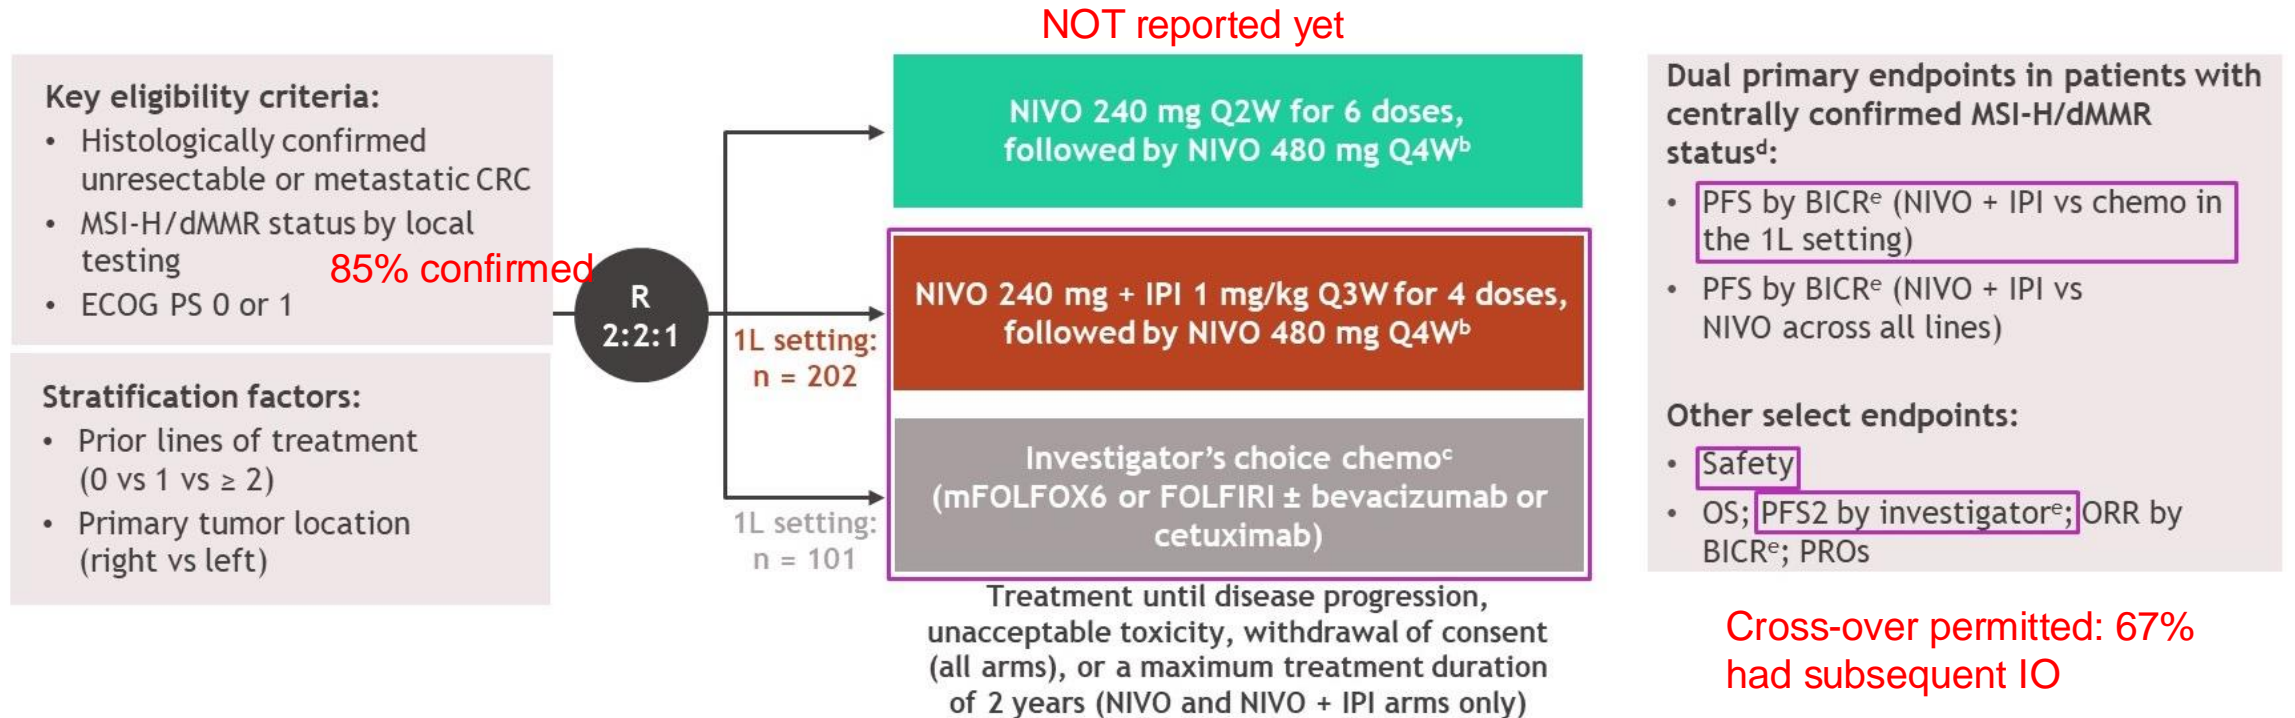 NOT reported yet
Key eligibility criteria:
• Histologically confirmed
unresectable or metastatic CRC
• MSI-H/dMMR status by local
testing
85% confirmed
• ECOG PS 0 or 1
Stratification factors:
• Prior lines of treatment
(0 vs 1 vs ≥ 2)
• Primary tumor location
(right vs left)
R
2:2:1
NIVO 240 mg Q2W for 6 doses,
followed by NIVO 480 mg Q4Wᵇ
1L setting:
n = 202
NIVO 240 mg + IPI 1 mg/kg Q3W for 4 doses,
followed by NIVO 480 mg Q4Wᵇ
1L setting:
n = 101
Investigator's choice chemoᶜ
(mFOLFOX6 or FOLFIRI ± bevacizumab or
cetuximab)
Treatment until disease progression,
unacceptable toxicity, withdrawal of consent
(all arms), or a maximum treatment duration
of 2 years (NIVO and NIVO + IPI arms only)
Dual primary endpoints in patients with
centrally confirmed MSI-H/dMMR
statusᵈ:
• PFS by BICRᵉ (NIVO + IPI vs chemo in
the 1L setting)
• PFS by BICRᵉ (NIVO + IPI vs
NIVO across all lines)
Other select endpoints:
• Safety
• OS; PFS2 by investigatorᵉ; ORR by
BICRᵉ; PROs
Cross-over permitted: 67%
had subsequent IO